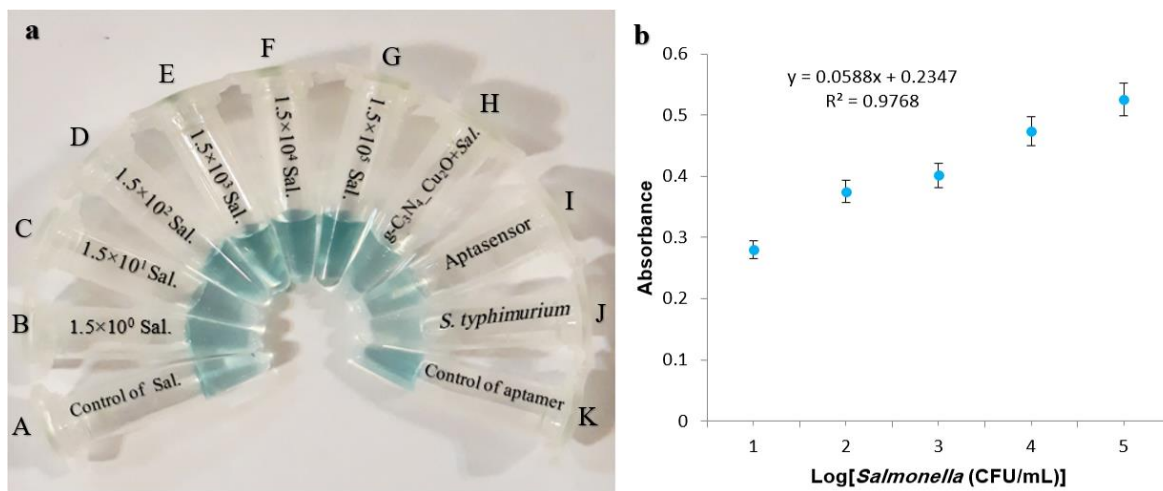 a
A
Control of Sal.
B
1.5×10⁰ Sal.
C
1.5×10¹ Sal.
D
1.5×10² Sal.
E
1.5×10³ Sal.
F
1.5×10⁴ Sal.
G
1.5×10⁵ Sal.
H
g-C₃N₄_Cu₂O+Sal.
I
Aptasensor
J
S. typhimurium
K
Control of aptamer
b
y = 0.0588x + 0.2347
R² = 0.9768
Absorbance
0.6
0.5
0.4
0.3
0.2
0.1
0
1 2 3 4 5
Log[Salmonella (CFU/mL)]